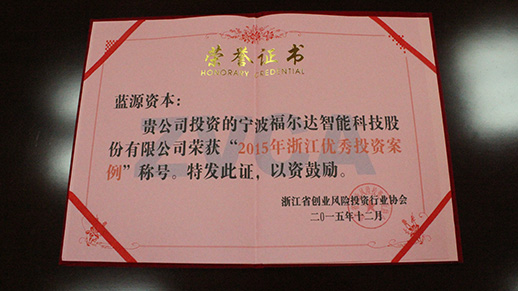 荣誉证书
HONORARY CREDENTIAL
蓝源资本：
贵公司投资的宁波福尔达智能科技股
份有限公司荣获“2015年浙江优秀投资案
例”称号。特发此证，以资鼓励。
浙江省创业风险投资行业协会
二〇一五年十二月